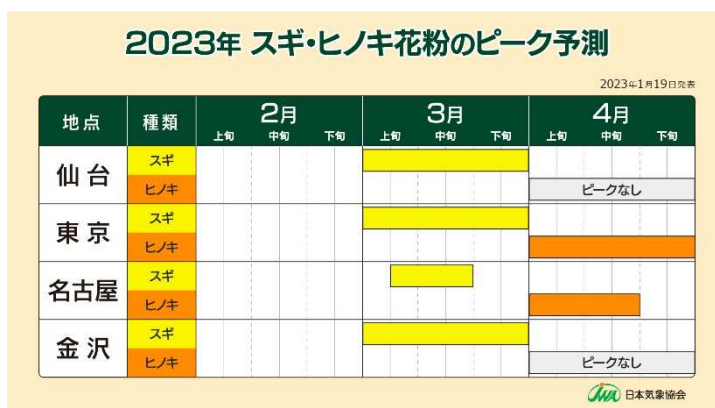 2023年 スギ・ヒノキ花粉のピーク予測
2023年1月19日発表
地点 種類 2月 3月 4月
上旬 中旬 下旬 上旬 中旬 下旬 上旬 中旬 下旬
仙台 スギ
ヒノキ ピークなし
東京 スギ
ヒノキ
名古屋 スギ
ヒノキ
金沢 スギ
ヒノキ ピークなし
JWA 日本気象協会